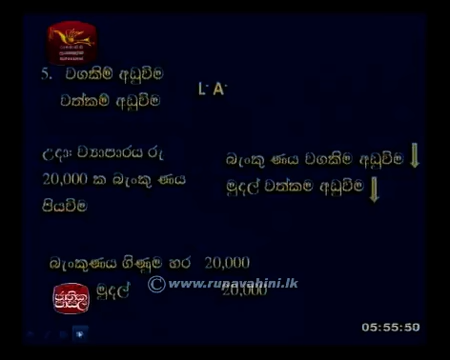 5. වගකිම් අඩුවීම
වත්කම් අඩුවීම
L⁻ A⁻
උදා: ව්‍යාපාරය රු
20,000 ක බැංකු ණය
පියවීම
බැංකු ණය වගකිම අඩුවීම
මුදල් වත්කම අඩුවීම
බැංකුණය ගිණුම හර 20,000
මුදල් 20,000
© www.rupavahini.lk
ජාතික
පාසල
05:55:50